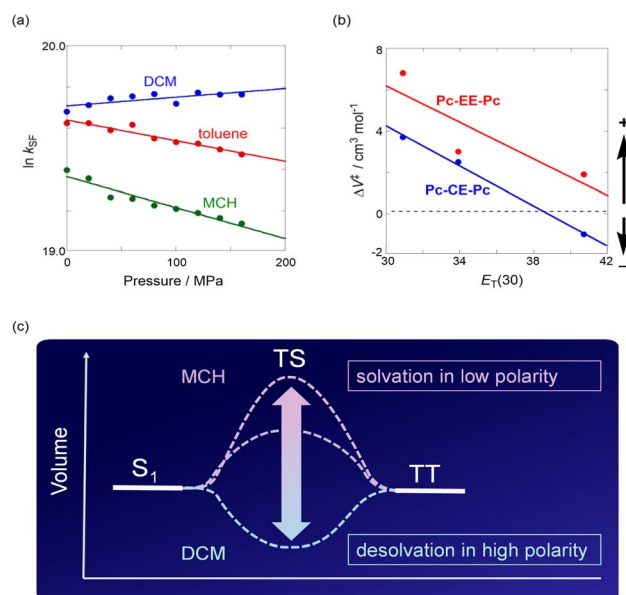 (a)
20.0
DCM
toluene
MCH
ln kSF
19.0
0
100
200
Pressure / MPa
(b)
8
4
0
-2
Pc-EE-Pc
Pc-CE-Pc
ΔV‡ / cm3 mol-1
30
34
38
42
ET(30)
+
−
(c)
TS
MCH
solvation in low polarity
Volume
S1
TT
DCM
desolvation in high polarity